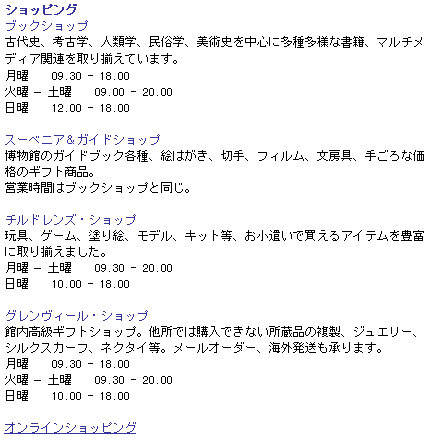 ショッピング
ブックショップ
古代史、考古学、人類学、民俗学、美術史を中心に多種多様な書籍、マルチメ
ディア関連を取り揃えています。
月曜　　09.30 - 18.00
火曜 – 土曜　　09.00 - 20.00
日曜　　12.00 - 18.00
スーベニア＆ガイドショップ
博物館のガイドブック各種、絵はがき、切手、フィルム、文房具、手ごろな価
格のギフト商品。
営業時間はブックショップと同じ。
チルドレンズ・ショップ
玩具、ゲーム、塗り絵、モデル、キット等、お小遣いで買えるアイテムを豊富
に取り揃えました。
月曜 – 土曜　　09.30 - 20.00
日曜　　10.00 - 18.00
グレンヴィール・ショップ
館内高級ギフトショップ。他所では購入できない所蔵品の複製、ジュエリー、
シルクスカーフ、ネクタイ等。メールオーダー、海外発送も承ります。
月曜　　09.30 - 18.00
火曜 – 土曜　　09.30 - 20.00
日曜　　10.00 - 18.00
オンラインショッピング